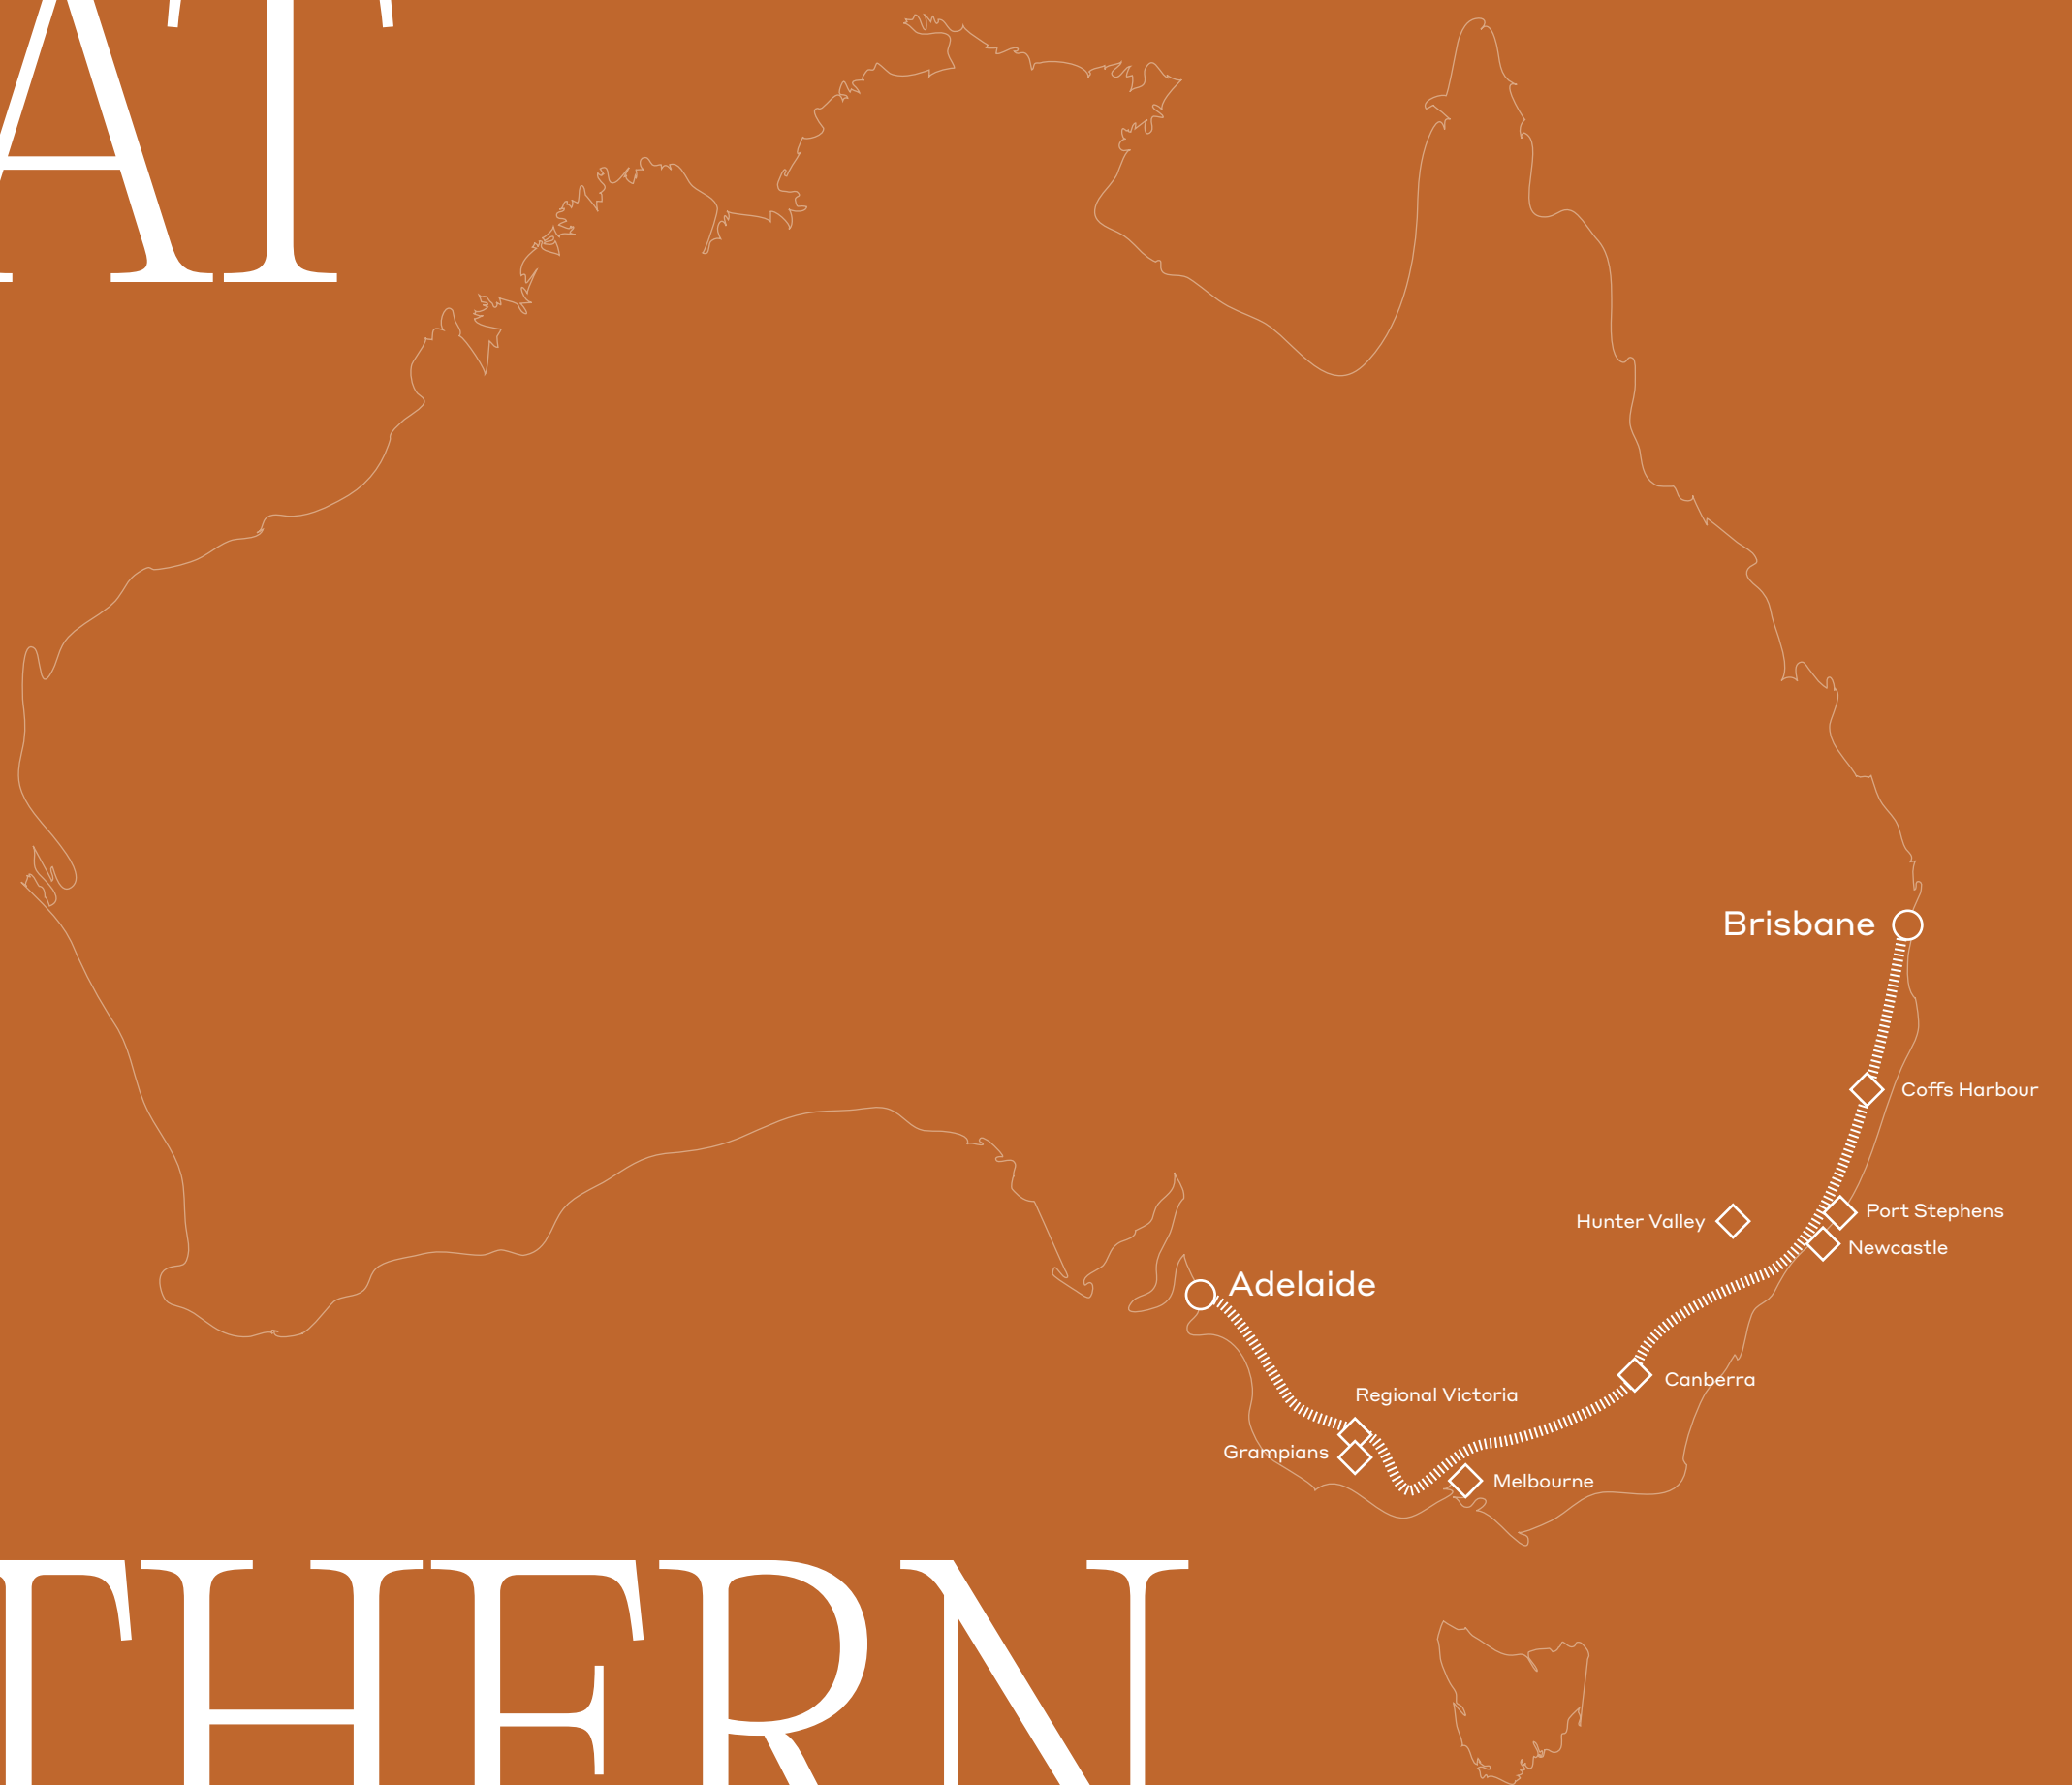 AT
Brisbane
Coffs Harbour
Port Stephens
Hunter Valley
Newcastle
Adelaide
Canberra
Regional Victoria
Grampians
Melbourne
THERN